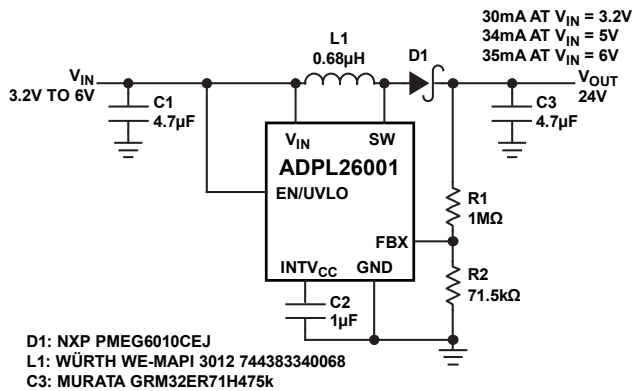 30mA AT VIN = 3.2V
34mA AT VIN = 5V
35mA AT VIN = 6V
L1
0.68µH
D1
VIN
3.2V TO 6V
VOUT
24V
C1
4.7µF
C3
4.7µF
VIN
SW
ADPL26001
EN/UVLO
R1
1MΩ
FBX
INTVCC
GND
R2
71.5kΩ
C2
1µF
D1: NXP PMEG6010CEJ
L1: WÜRTH WE-MAPI 3012 744383340068
C3: MURATA GRM32ER71H475k